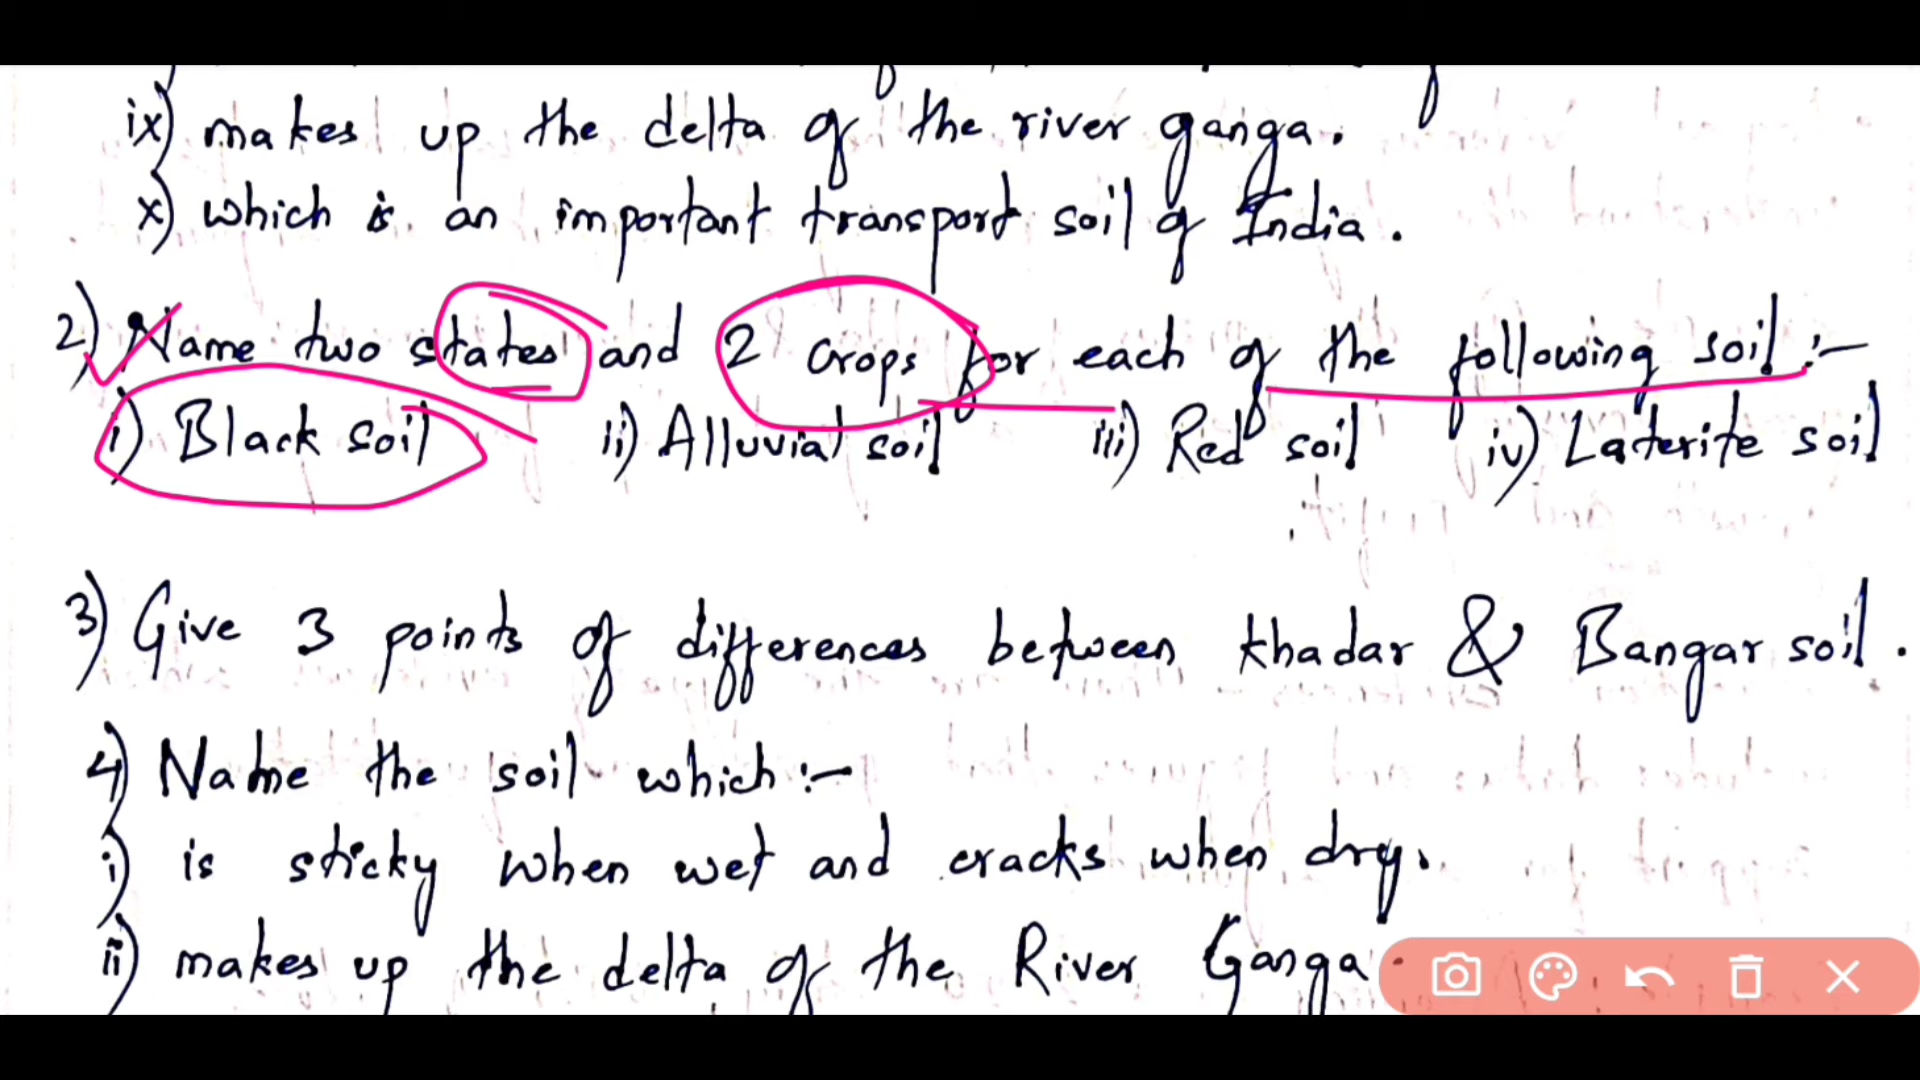 ix) makes up the delta of the river ganga.
x) which is an important transport soil of India.
2) Name two states and 2 crops for each of the following soil :-
i) Black soil ii) Alluvial soil iii) Red soil iv) Laterite soil
3) Give 3 points of differences between khadar & Bangar soil.
4) Name the soil which :-
i) is sticky when wet and cracks when dry.
ii) makes up the delta of the River Ganga.